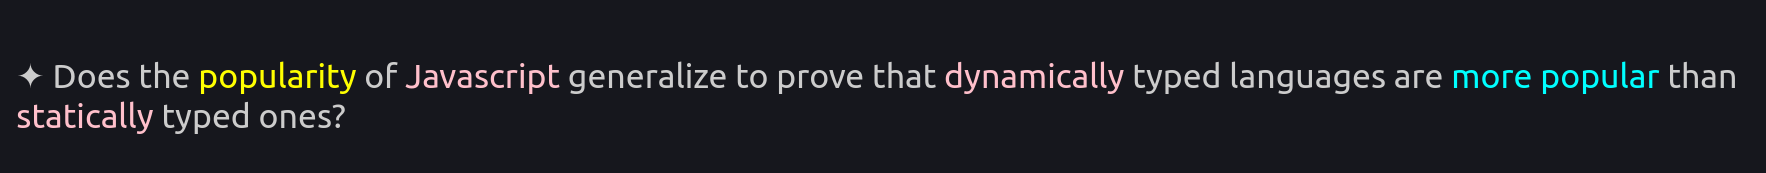 ✦ Does the popularity of Javascript generalize to prove that dynamically typed languages are more popular than
statically typed ones?